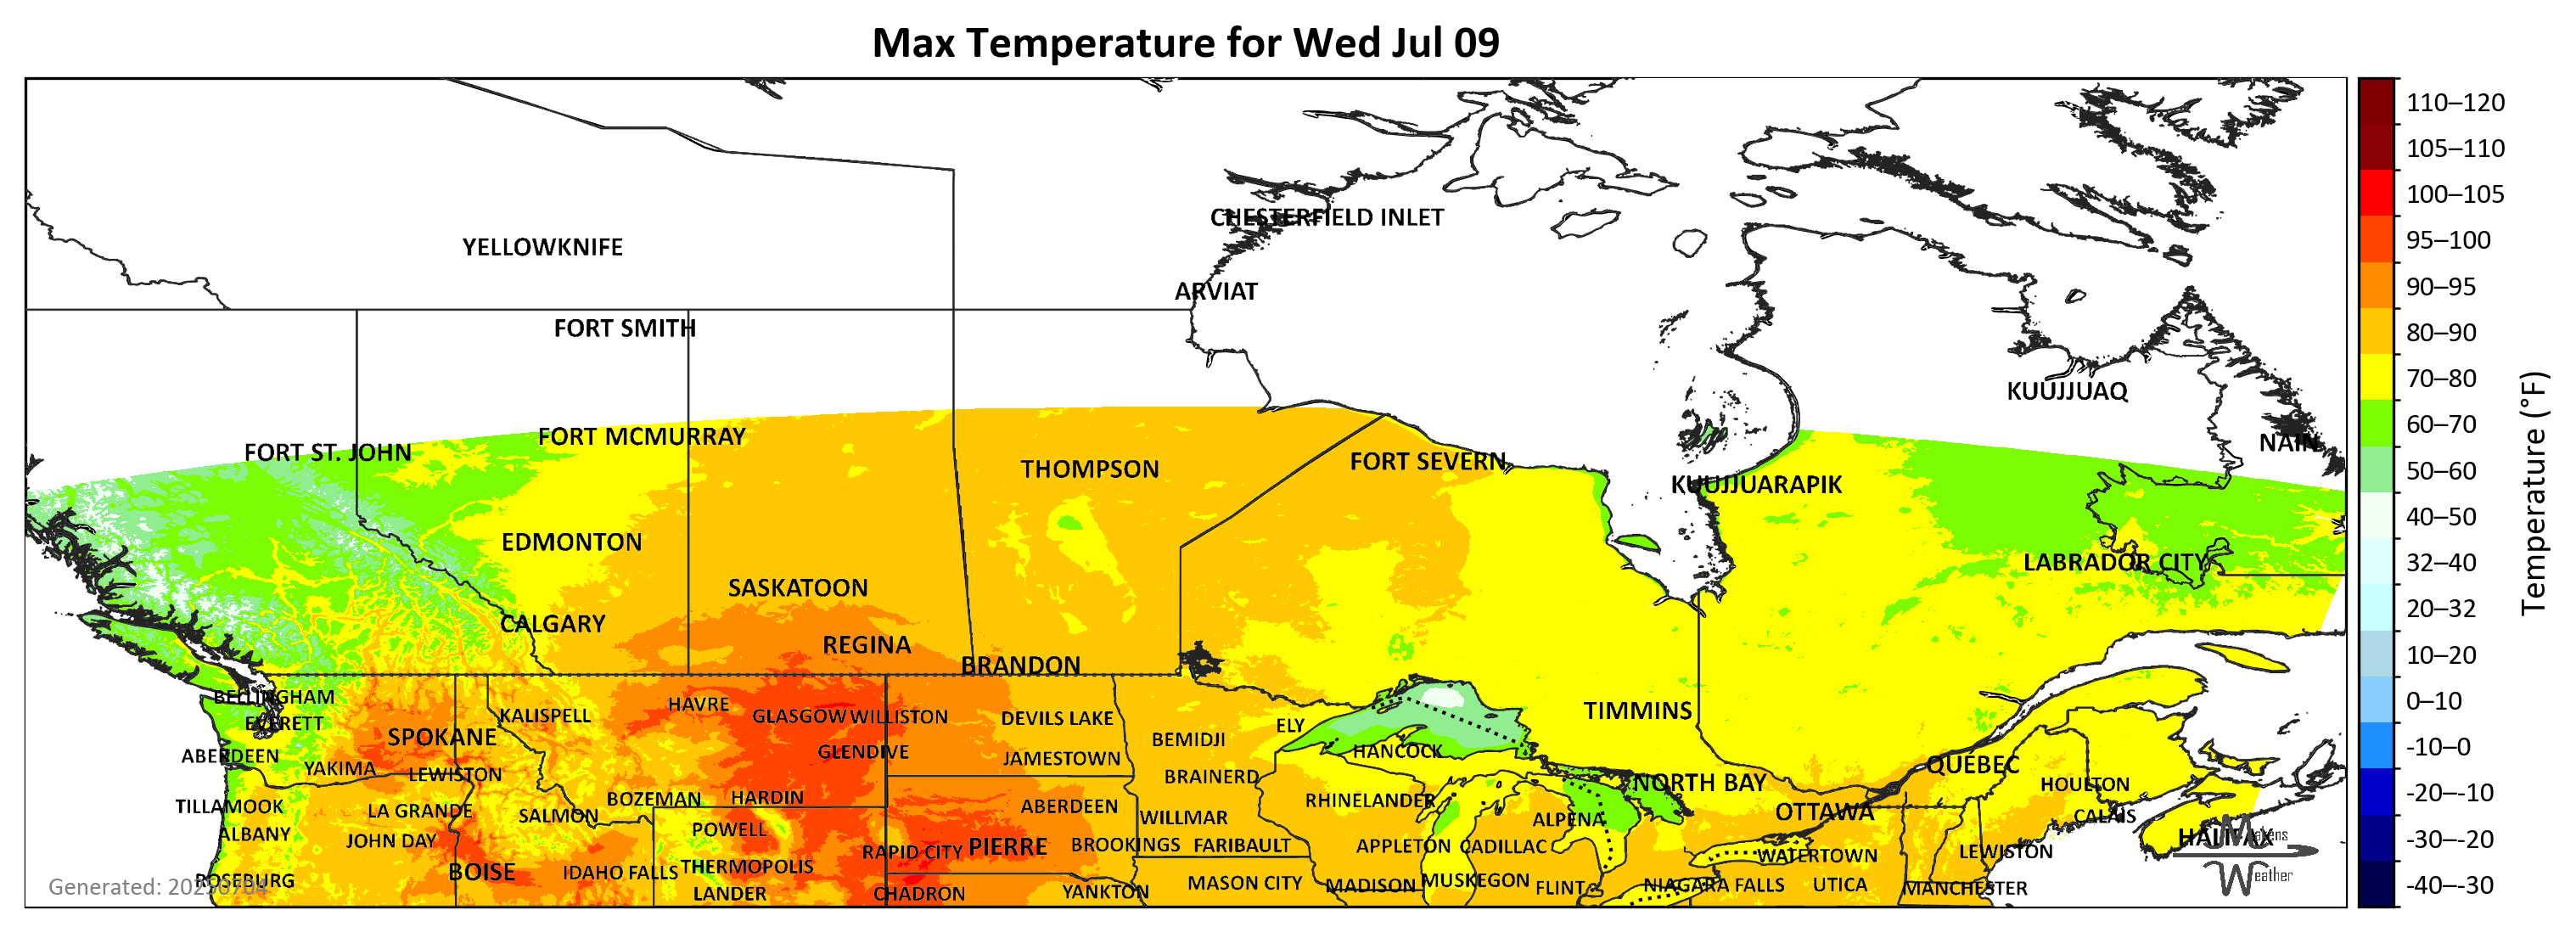 Max Temperature for Wed Jul 09
CHESTERFIELD INLET
YELLOWKNIFE
ARVIAT
FORT SMITH
KUUJJUAQ
FORT MCMURRAY
NAIN
FORT ST. JOHN
FORT SEVERN
THOMPSON
KUUJJUARAPIK
EDMONTON
LABRADOR CITY
SASKATOON
CALGARY
REGINA
BRANDON
BELLINGHAM
HAVRE
KALISPELL
GLASGOW
WILLISTON
DEVILS LAKE
TIMMINS
EVERETT
ELY
SPOKANE
BEMIDJI
HANCOCK
GLENDIVE
ABERDEEN
JAMESTOWN
QUÉBEC
YAKIMA
LEWISTON
BRAINERD
NORTH BAY
HOULTON
BOZEMAN
HARDIN
RHINELANDER
TILLAMOOK
LA GRANDE
ABERDEEN
SALMON
WILLMAR
ALPENA
OTTAWA
CALAIS
POWELL
ALBANY
HALIFAX
JOHN DAY
RAPID CITY
PIERRE
BROOKINGS
FARIBAULT
APPLETON
CADILLAC
WATERTOWN
LEWISTON
BOISE
IDAHO FALLS
THERMOPOLIS
ROSEBURG
MASON CITY
MADISON
MUSKEGON
FLINT
NIAGARA FALLS
UTICA
MANCHESTER
LANDER
CHADRON
YANKTON
Generated: 20250704
Makens
Weather
110–120
105–110
100–105
95–100
90–95
80–90
70–80
60–70
50–60
40–50
32–40
20–32
10–20
0–10
-10–0
-20–-10
-30–-20
-40–-30
Temperature (°F)